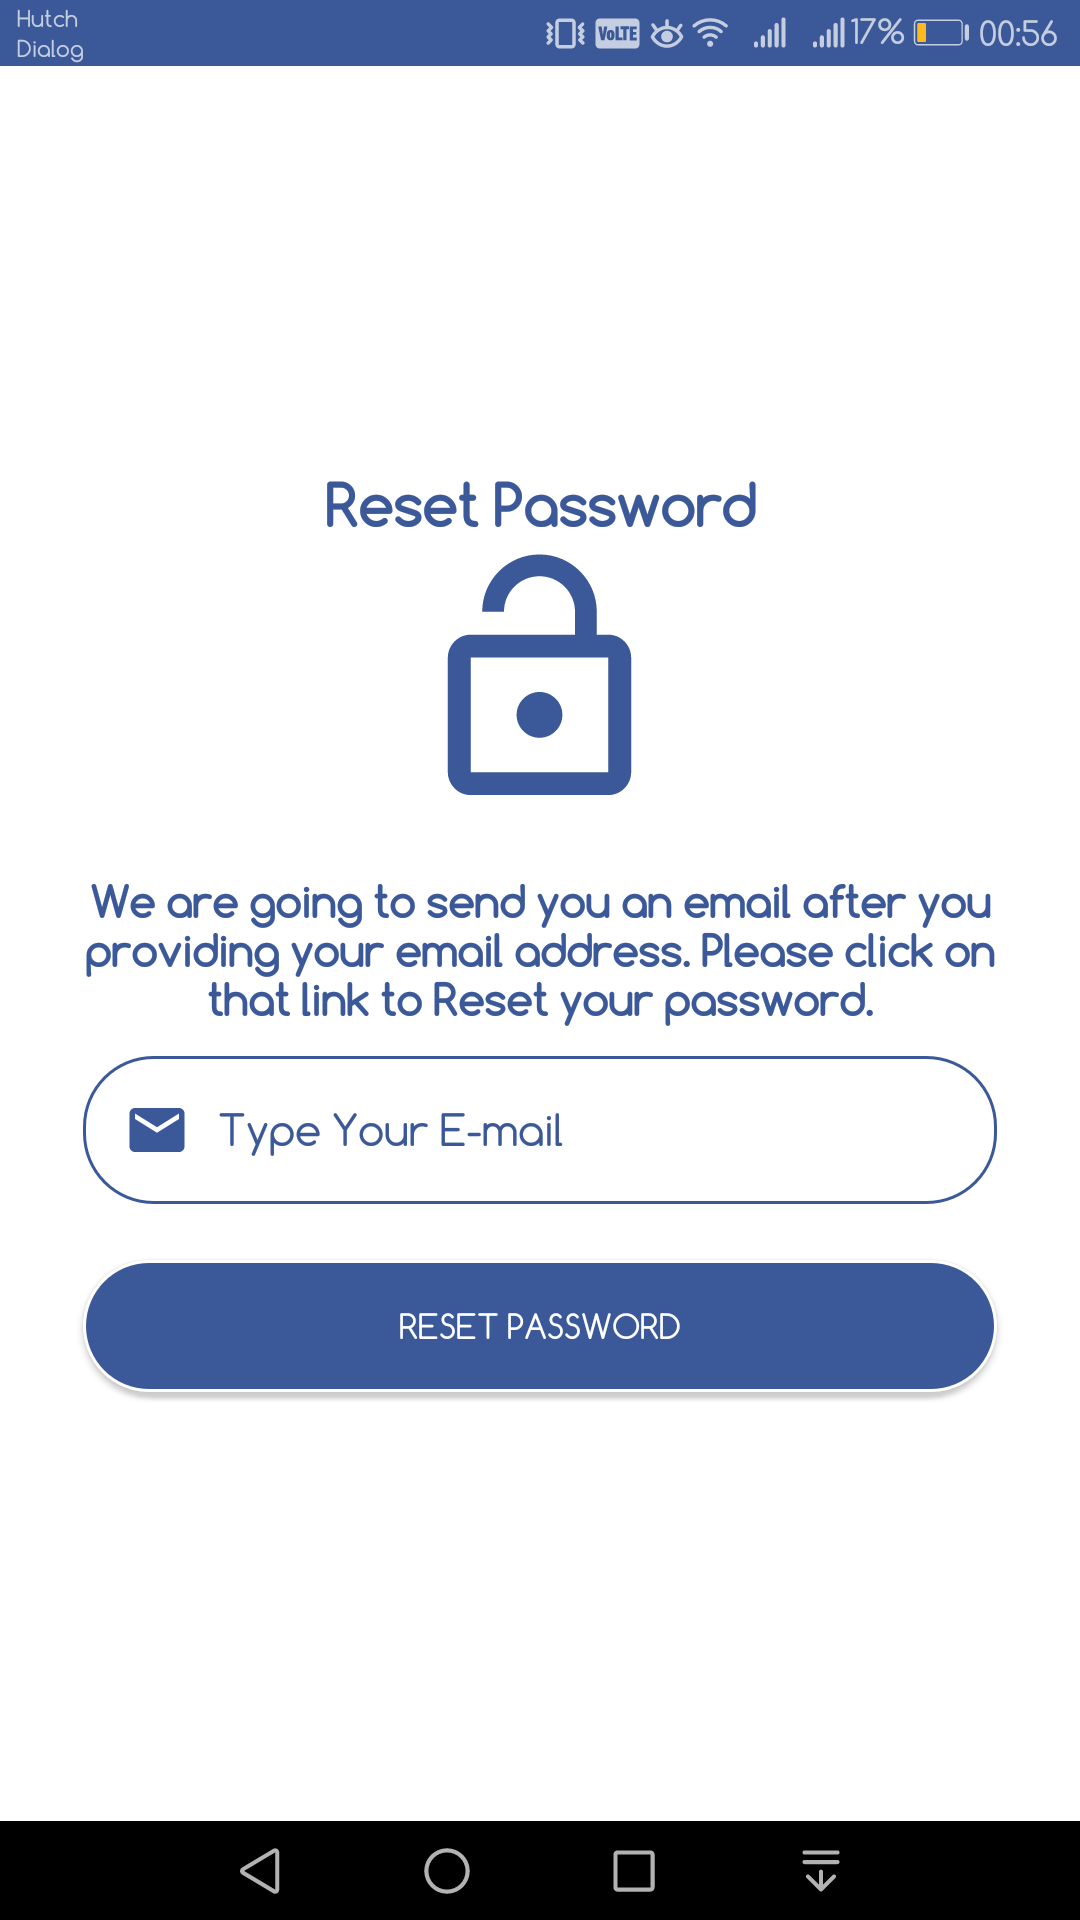 Hutch
Dialog
VoLTE 17% 00:56
Reset Password
We are going to send you an email after you
providing your email address. Please click on
that link to Reset your password.
Type Your E-mail
RESET PASSWORD